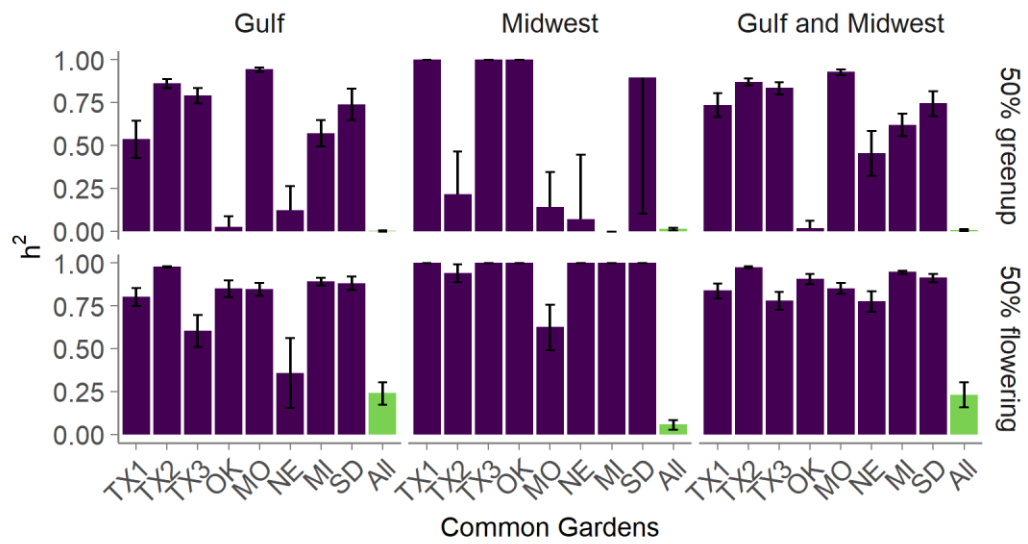 Gulf Midwest Gulf and Midwest
1.00
0.75
0.50
0.25
0.00
50% greenup
h²
1.00
0.75
0.50
0.25
0.00
50% flowering
TX1 TX2 TX3 OK MO NE MI SD All TX1 TX2 TX3 OK MO NE MI SD All TX1 TX2 TX3 OK MO NE MI SD All
Common Gardens